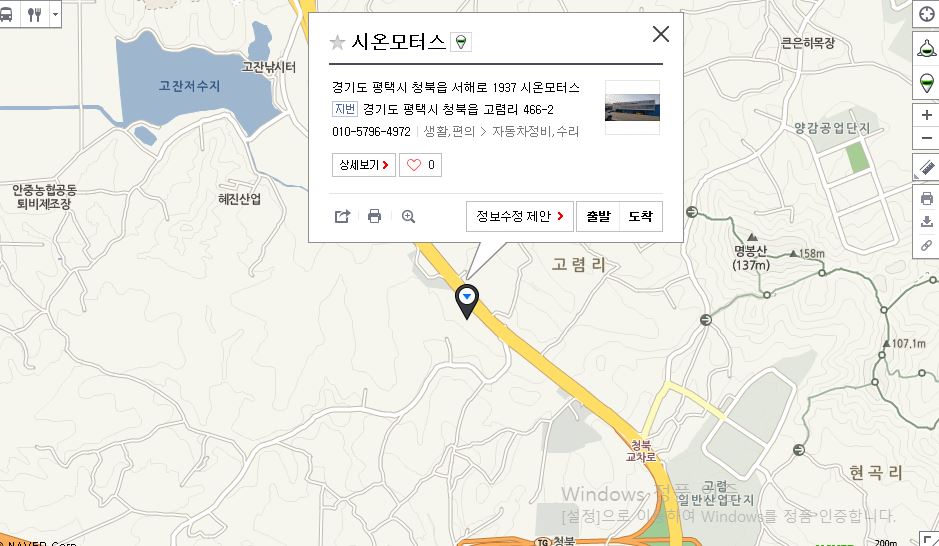 시온모터스
경기도 평택시 청북읍 서해로 1937 시온모터스
지번 경기도 평택시 청북읍 고렴리 466-2
010-5796-4972 생활,편의 > 자동차정비,수리
상세보기 >
0
정보수정 제안 >
출발 도착
고잔낚시터
고잔저수지
큰은히목장
양감공업단지
안중농협공동
퇴비제조장
혜진산업
고렴리
명봉산
(137m)
158m
107.1m
청북
교차로
현곡리
고렴
일반산업단지
Windows 정품 인증
[설정]으로 이동하여 Windows를 정품 인증합니다.
TG 청북
© NAVER Corp.
200m